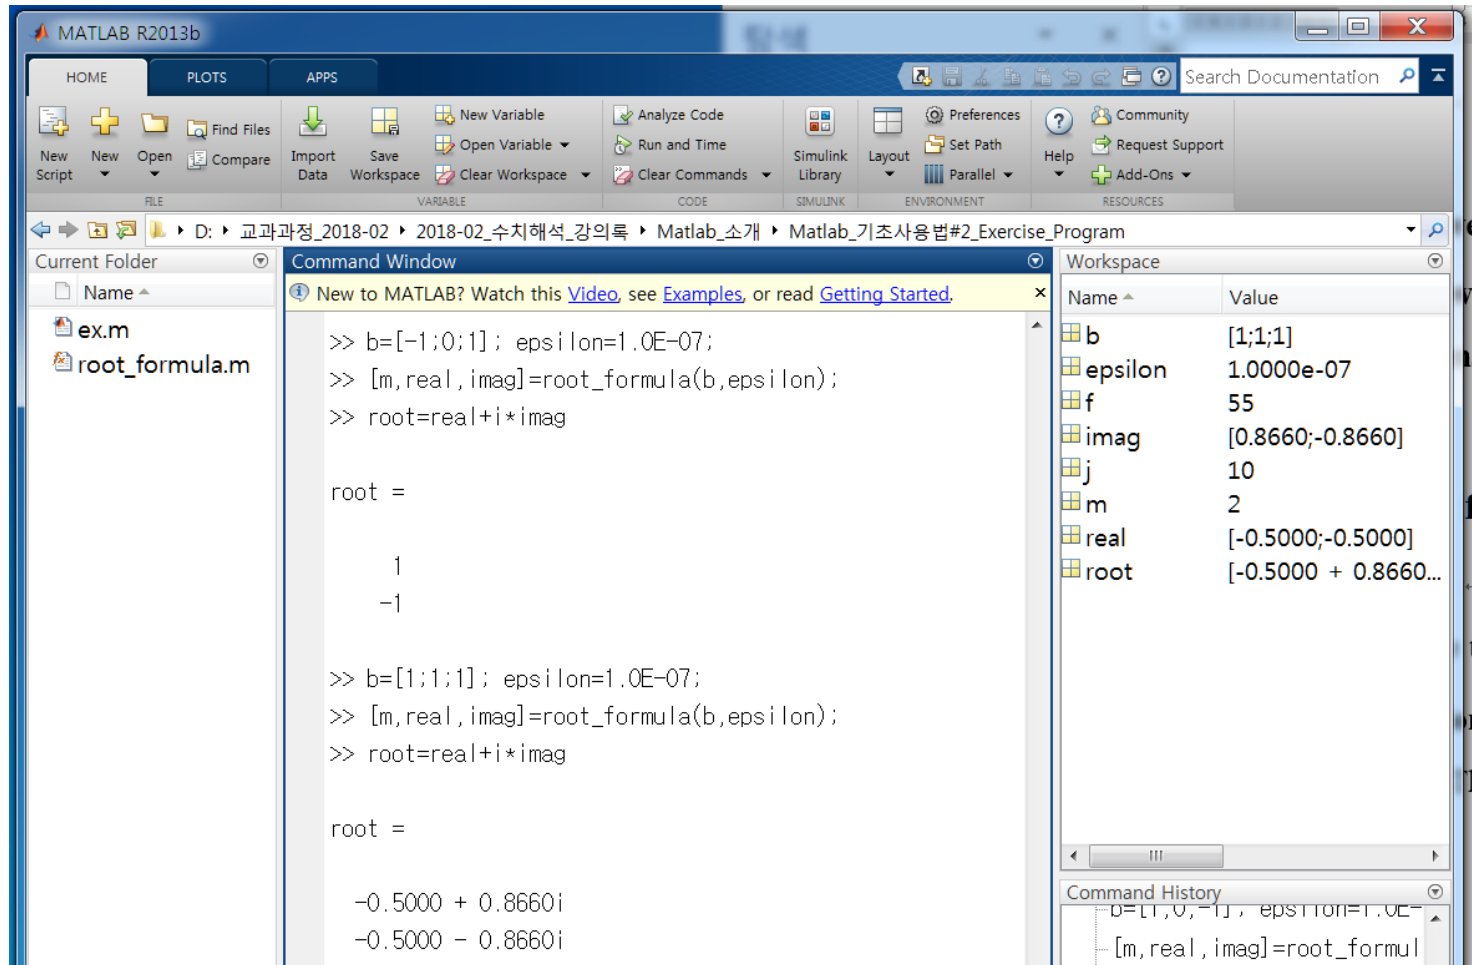 MATLAB R2013b
탐색
HOME PLOTS APPS
Search Documentation
New Script
New
Open
Find Files
Compare
Import Data
Save Workspace
New Variable
Open Variable
Clear Workspace
Analyze Code
Run and Time
Clear Commands
Simulink Library
Layout
Preferences
Set Path
Parallel
Help
Community
Request Support
Add-Ons
FILE VARIABLE CODE SIMULINK ENVIRONMENT RESOURCES
D: 교과과정_2018-02 2018-02_수치해석_강의록 Matlab_소개 Matlab_기초사용법#2_Exercise_Program
Current Folder
Name
ex.m
root_formula.m
Command Window
New to MATLAB? Watch this Video, see Examples, or read Getting Started.
>> b=[-1;0;1]; epsilon=1.0E-07;
>> [m,real,imag]=root_formula(b,epsilon);
>> root=real+i*imag
root =
1
-1
>> b=[1;1;1]; epsilon=1.0E-07;
>> [m,real,imag]=root_formula(b,epsilon);
>> root=real+i*imag
root =
-0.5000 + 0.8660i
-0.5000 - 0.8660i
Workspace
Name Value
b [1;1;1]
epsilon 1.0000e-07
f 55
imag [0.8660;-0.8660]
j 10
m 2
real [-0.5000;-0.5000]
root [-0.5000 + 0.8660...
Command History
b=[1,0,-1]; epsilon=1.0E-
[m,real,imag]=root_formul